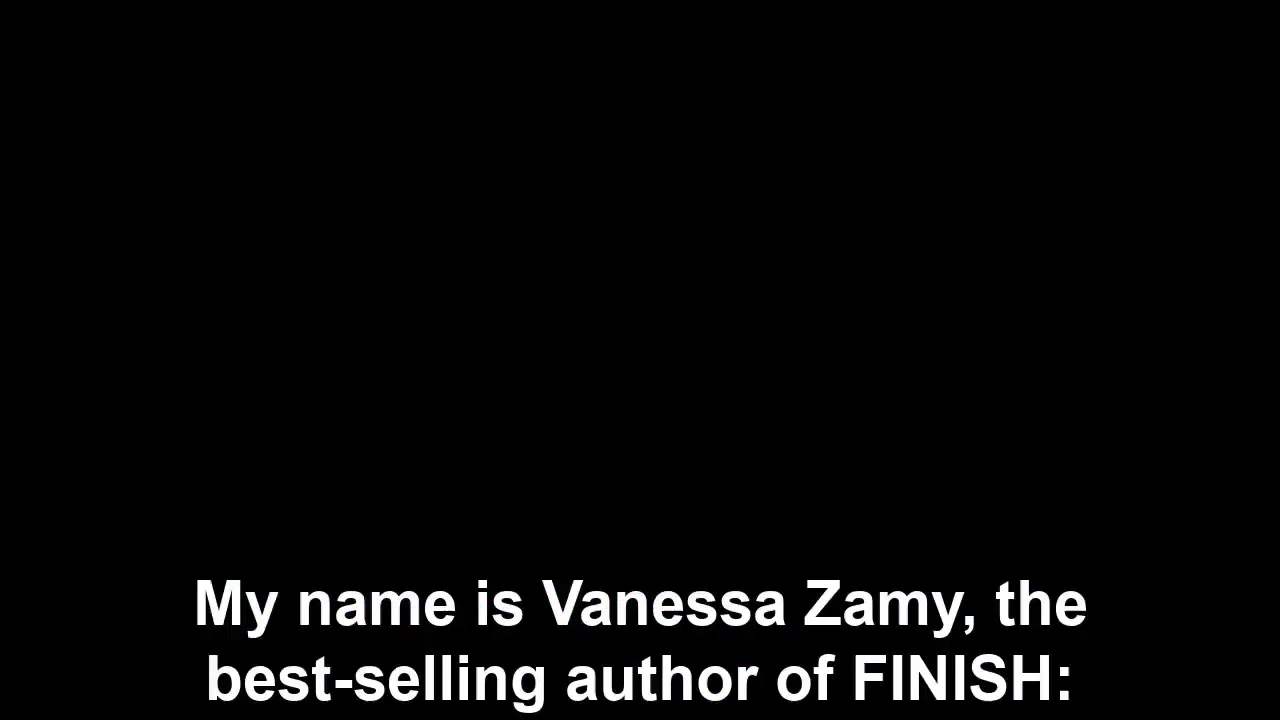 My name is Vanessa Zamy, the
best-selling author of FINISH: